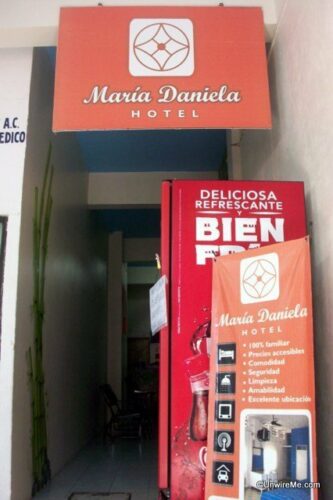 María Daniela
HOTEL
A.C.
EDICO
DELICIOSA
REFRESCANTE
Y
BIEN
María Daniela
HOTEL
• 100% familiar
• Precios accesibles
• Comodidad
• Seguridad
• Limpieza
• Amabilidad
• Excelente ubicación
©UnwireMe.com